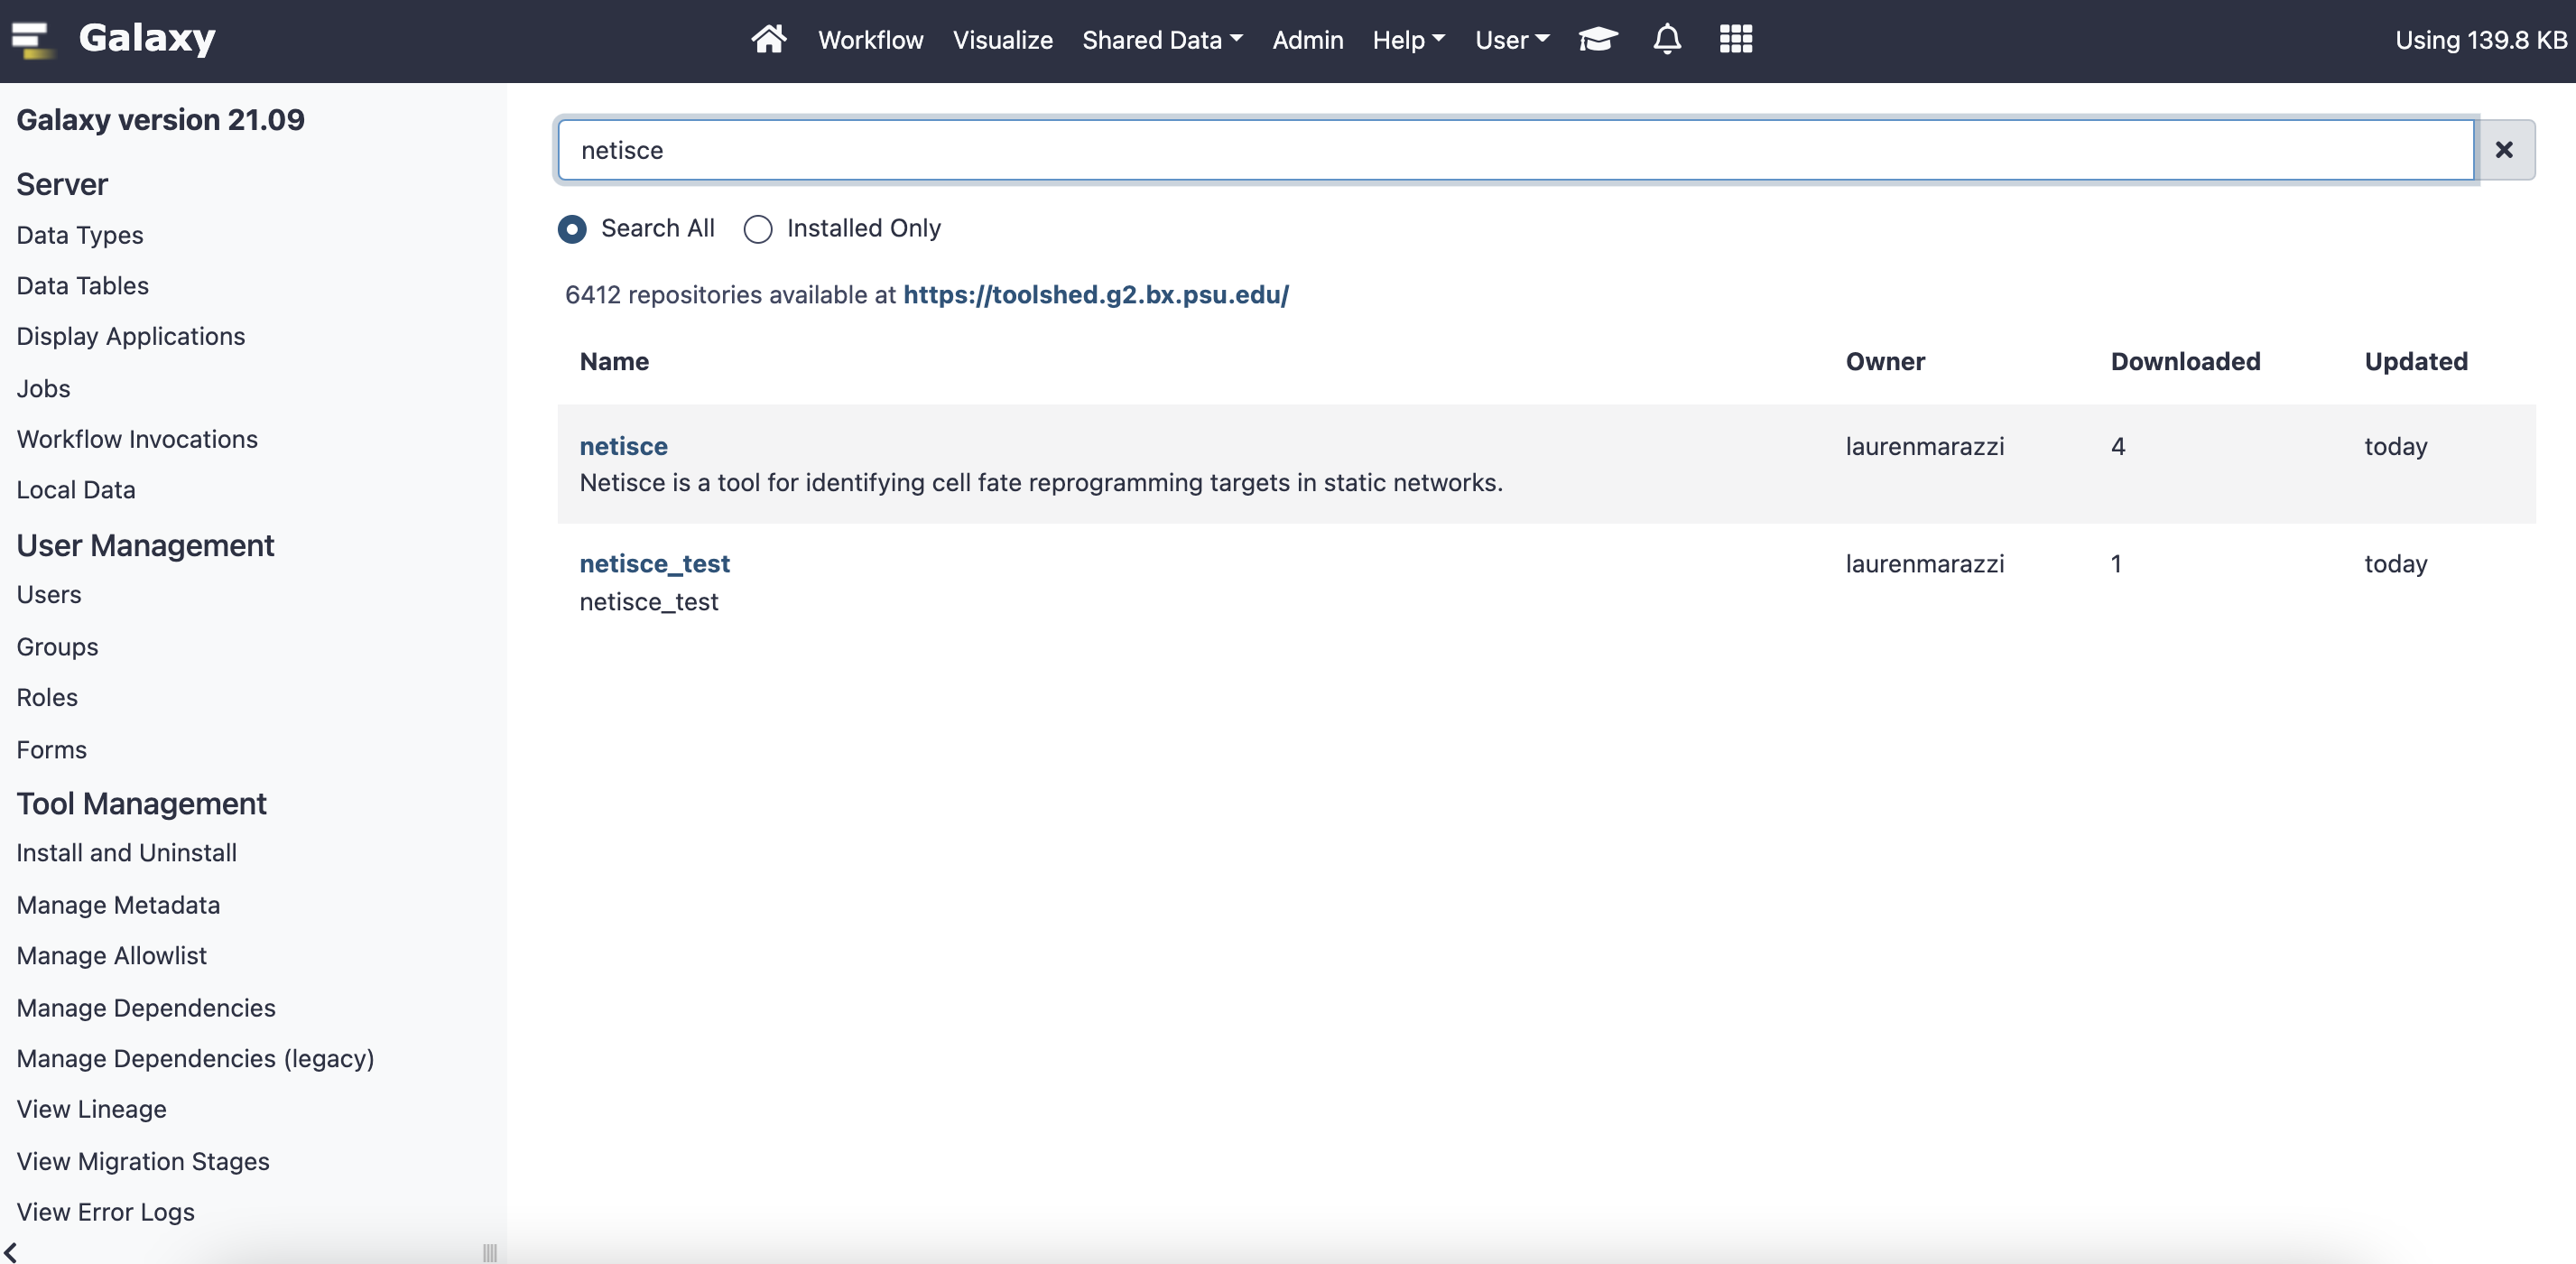 Galaxy
Workflow Visualize Shared Data Admin Help User Using 139.8 KB
Galaxy version 21.09
Server
Data Types
Data Tables
Display Applications
Jobs
Workflow Invocations
Local Data
User Management
Users
Groups
Roles
Forms
Tool Management
Install and Uninstall
Manage Metadata
Manage Allowlist
Manage Dependencies
Manage Dependencies (legacy)
View Lineage
View Migration Stages
View Error Logs
netisce
Search All Installed Only
6412 repositories available at https://toolshed.g2.bx.psu.edu/
Name Owner Downloaded Updated
netisce laurenmarazzi 4 today
Netisce is a tool for identifying cell fate reprogramming targets in static networks.
netisce_test laurenmarazzi 1 today
netisce_test